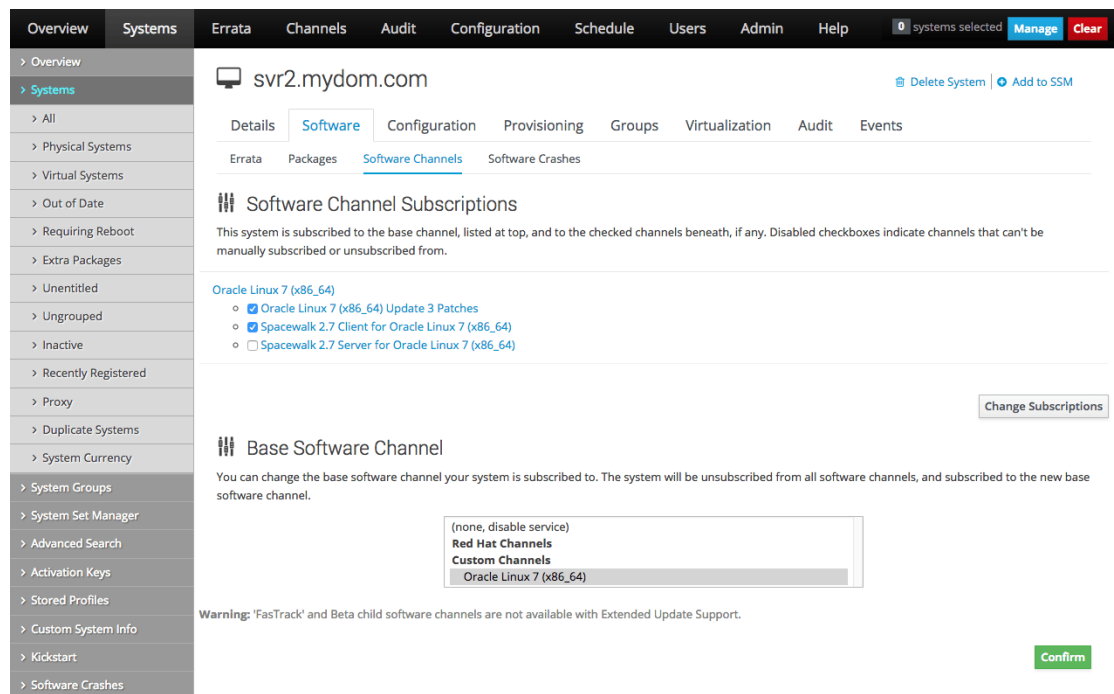 Overview Systems Errata Channels Audit Configuration Schedule Users Admin Help 0 systems selected Manage Clear
> Overview
> Systems
> All
> Physical Systems
> Virtual Systems
> Out of Date
> Requiring Reboot
> Extra Packages
> Unentitled
> Ungrouped
> Inactive
> Recently Registered
> Proxy
> Duplicate Systems
> System Currency
> System Groups
> System Set Manager
> Advanced Search
> Activation Keys
> Stored Profiles
> Custom System Info
> Kickstart
> Software Crashes
svr2.mydom.com
Delete System | Add to SSM
Details Software Configuration Provisioning Groups Virtualization Audit Events
Errata Packages Software Channels Software Crashes
Software Channel Subscriptions
This system is subscribed to the base channel, listed at top, and to the checked channels beneath, if any. Disabled checkboxes indicate channels that can't be
manually subscribed or unsubscribed from.
Oracle Linux 7 (x86_64)
Oracle Linux 7 (x86_64) Update 3 Patches
Spacewalk 2.7 Client for Oracle Linux 7 (x86_64)
Spacewalk 2.7 Server for Oracle Linux 7 (x86_64)
Change Subscriptions
Base Software Channel
You can change the base software channel your system is subscribed to. The system will be unsubscribed from all software channels, and subscribed to the new base
software channel.
(none, disable service)
Red Hat Channels
Custom Channels
Oracle Linux 7 (x86_64)
Warning: 'FasTrack' and Beta child software channels are not available with Extended Update Support.
Confirm